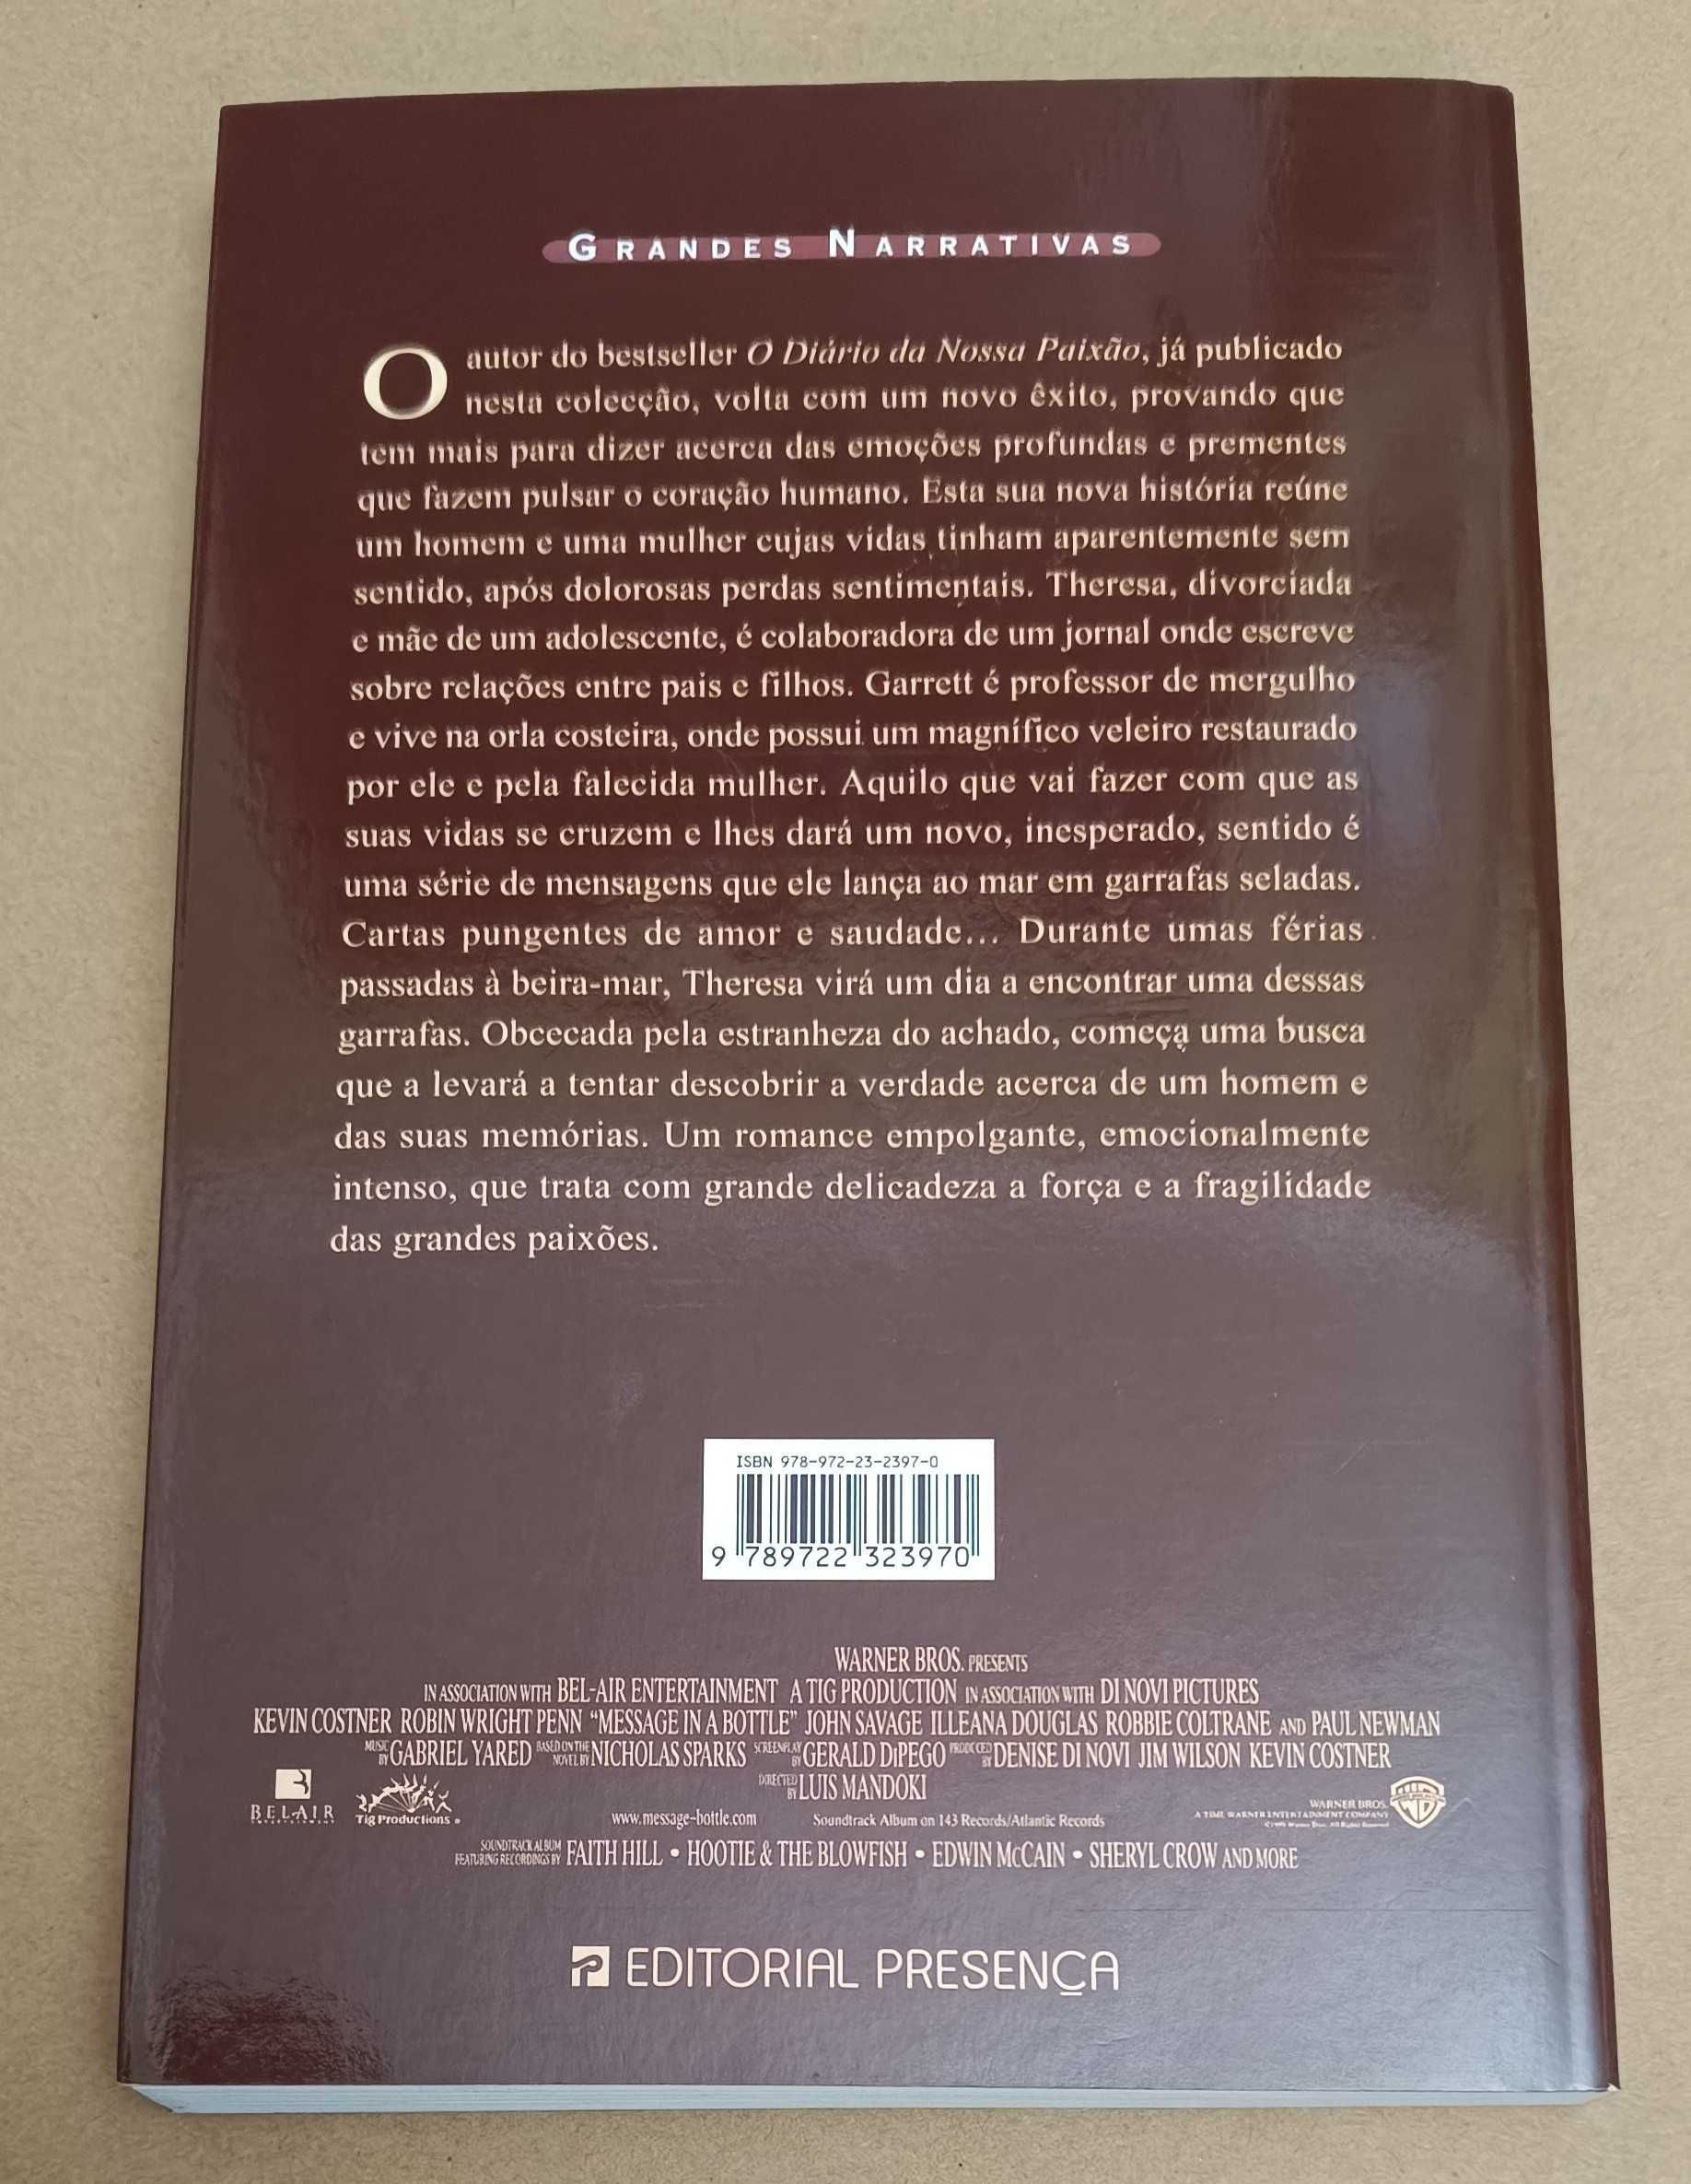 GRANDES NARRATIVAS
O autor do bestseller O Diário da Nossa Paixão, já publicado
nesta colecção, volta com um novo êxito, provando que
tem mais para dizer acerca das emoções profundas e prementes
que fazem pulsar o coração humano. Esta sua nova história reúne
um homem e uma mulher cujas vidas tinham aparentemente sem
sentido, após dolorosas perdas sentimentais. Theresa, divorciada
e mãe de um adolescente, é colaboradora de um jornal onde escreve
sobre relações entre pais e filhos. Garrett é professor de mergulho
e vive na orla costeira, onde possui um magnífico veleiro restaurado
por ele e pela falecida mulher. Aquilo que vai fazer com que as
suas vidas se cruzem e lhes dará um novo, inesperado, sentido é
uma série de mensagens que ele lança ao mar em garrafas seladas.
Cartas pungentes de amor e saudade... Durante umas férias
passadas à beira-mar, Theresa virá um dia a encontrar uma dessas
garrafas. Obcecada pela estranheza do achado, começa uma busca
que a levará a tentar descobrir a verdade acerca de um homem e
das suas memórias. Um romance empolgante, emocionalmente
intenso, que trata com grande delicadeza a força e a fragilidade
das grandes paixões.
ISBN 978-972-23-2397-0
9 789722 323970
WARNER BROS. PRESENTS
IN ASSOCIATION WITH BEL-AIR ENTERTAINMENT A TIG PRODUCTION IN ASSOCIATION WITH DI NOVI PICTURES
KEVIN COSTNER ROBIN WRIGHT PENN "MESSAGE IN A BOTTLE" JOHN SAVAGE ILLEANA DOUGLAS ROBBIE COLTRANE AND PAUL NEWMAN
MUSIC BY GABRIEL YARED BASED ON THE NOVEL BY NICHOLAS SPARKS SCREENPLAY BY GERALD DiPEGO PRODUCED BY DENISE DI NOVI JIM WILSON KEVIN COSTNER
DIRECTED BY LUIS MANDOKI
BELAIR ENTERTAINMENT
Tig Productions
www.message-bottle.com Soundtrack Album on 143 Records/Atlantic Records
WARNER BROS.
A TIME WARNER ENTERTAINMENT COMPANY
WB
SOUNDTRACK ALBUM FEATURING RECORDINGS BY FAITH HILL • HOOTIE & THE BLOWFISH • EDWIN McCAIN • SHERYL CROW AND MORE
EDITORIAL PRESENÇA